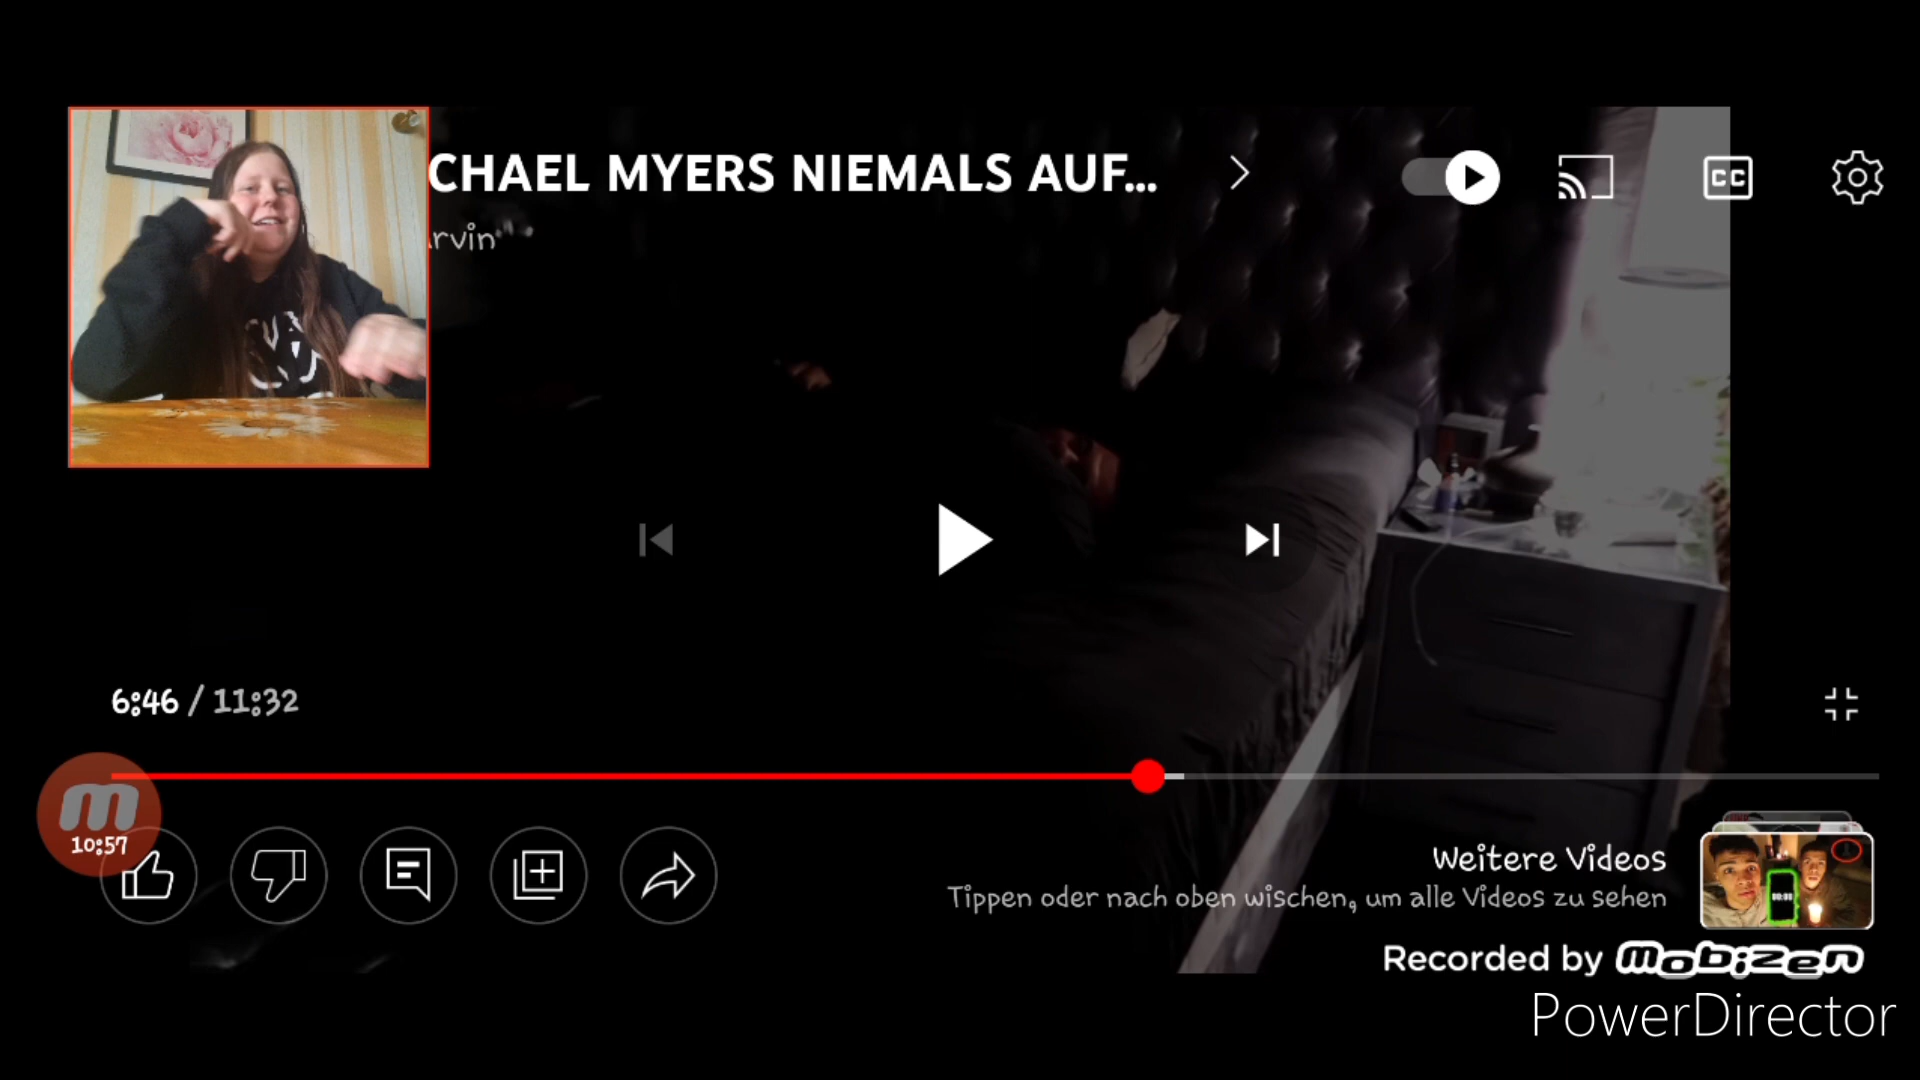 CHAEL MYERS NIEMALS AUF...
rvin
CC
6:46 / 11:32
10:57
Weitere Videos
Tippen oder nach oben wischen, um alle Videos zu sehen
Recorded by mobizen
PowerDirector